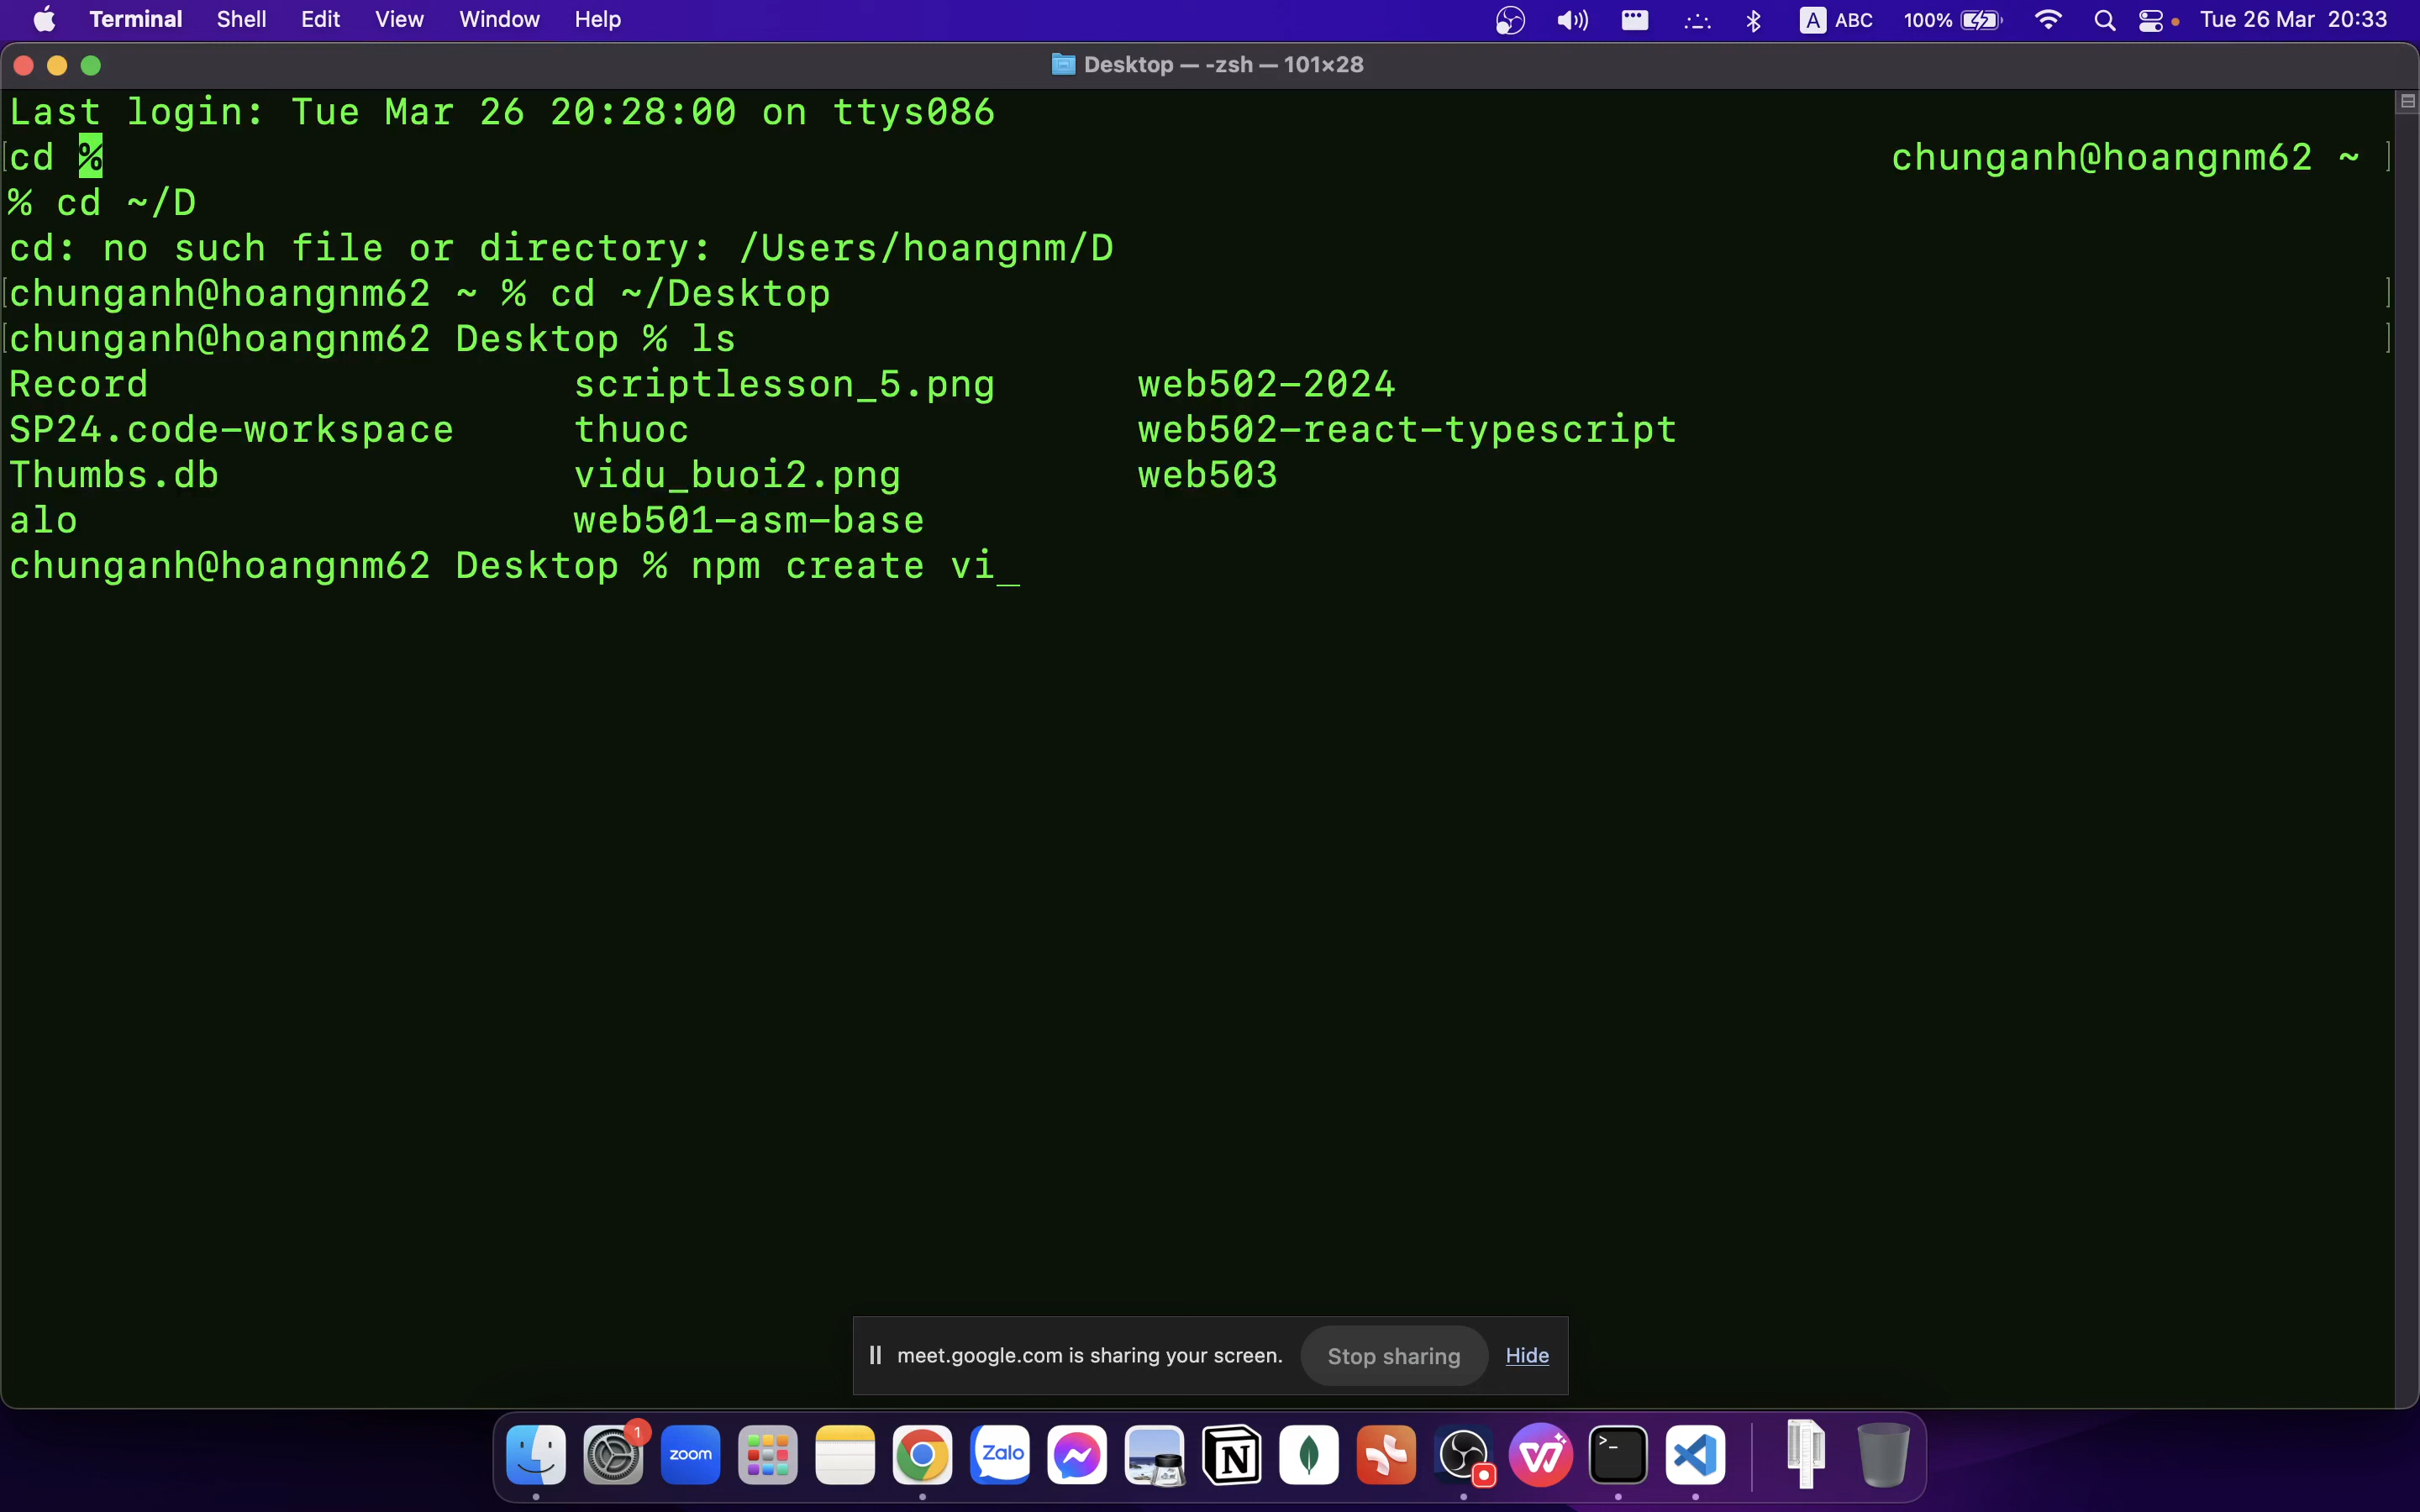 Terminal Shell Edit View Window Help A ABC 100% Tue 26 Mar 20:33
Desktop — -zsh — 101×28
Last login: Tue Mar 26 20:28:00 on ttys086
cd % chunganh@hoangnm62 ~
% cd ~/D
cd: no such file or directory: /Users/hoangnm/D
chunganh@hoangnm62 ~ % cd ~/Desktop
chunganh@hoangnm62 Desktop % ls
Record scriptlesson_5.png web502-2024
SP24.code-workspace thuoc web502-react-typescript
Thumbs.db vidu_buoi2.png web503
alo web501-asm-base
chunganh@hoangnm62 Desktop % npm create vi_
meet.google.com is sharing your screen. Stop sharing Hide
1 zoom Zalo N W >_